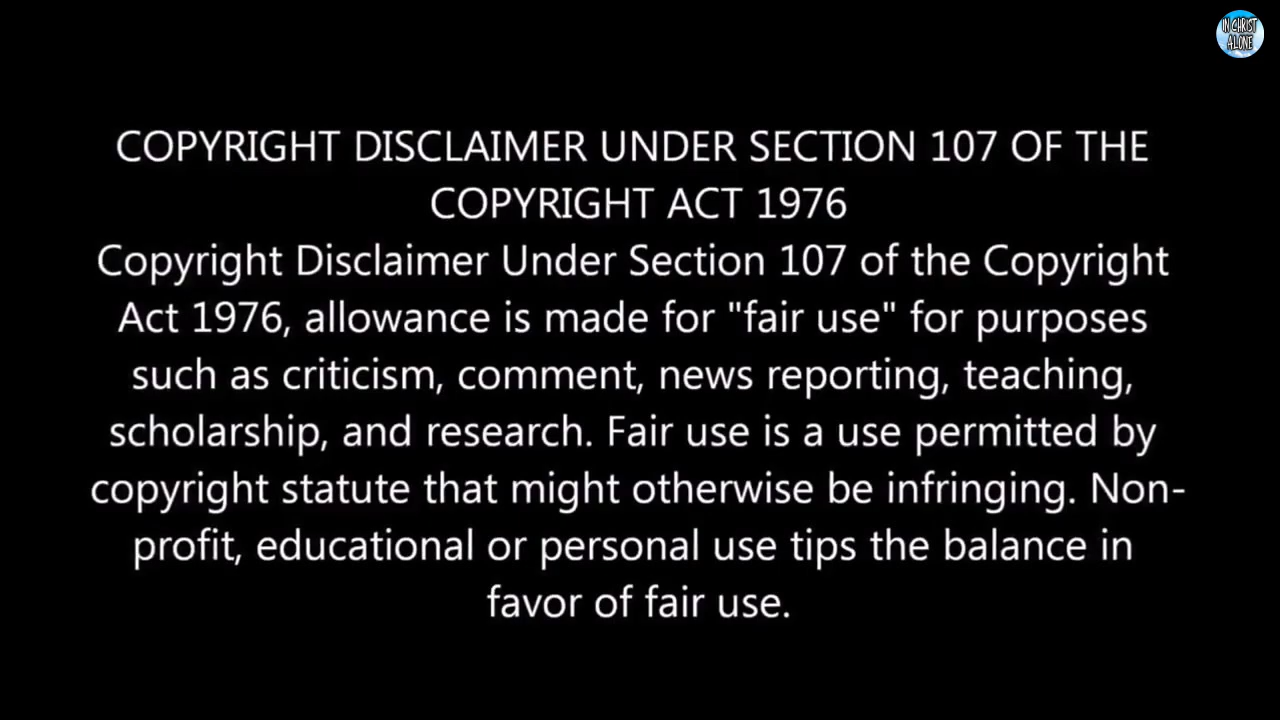 IN CHRIST
ALONE
COPYRIGHT DISCLAIMER UNDER SECTION 107 OF THE
COPYRIGHT ACT 1976
Copyright Disclaimer Under Section 107 of the Copyright
Act 1976, allowance is made for "fair use" for purposes
such as criticism, comment, news reporting, teaching,
scholarship, and research. Fair use is a use permitted by
copyright statute that might otherwise be infringing. Non-
profit, educational or personal use tips the balance in
favor of fair use.